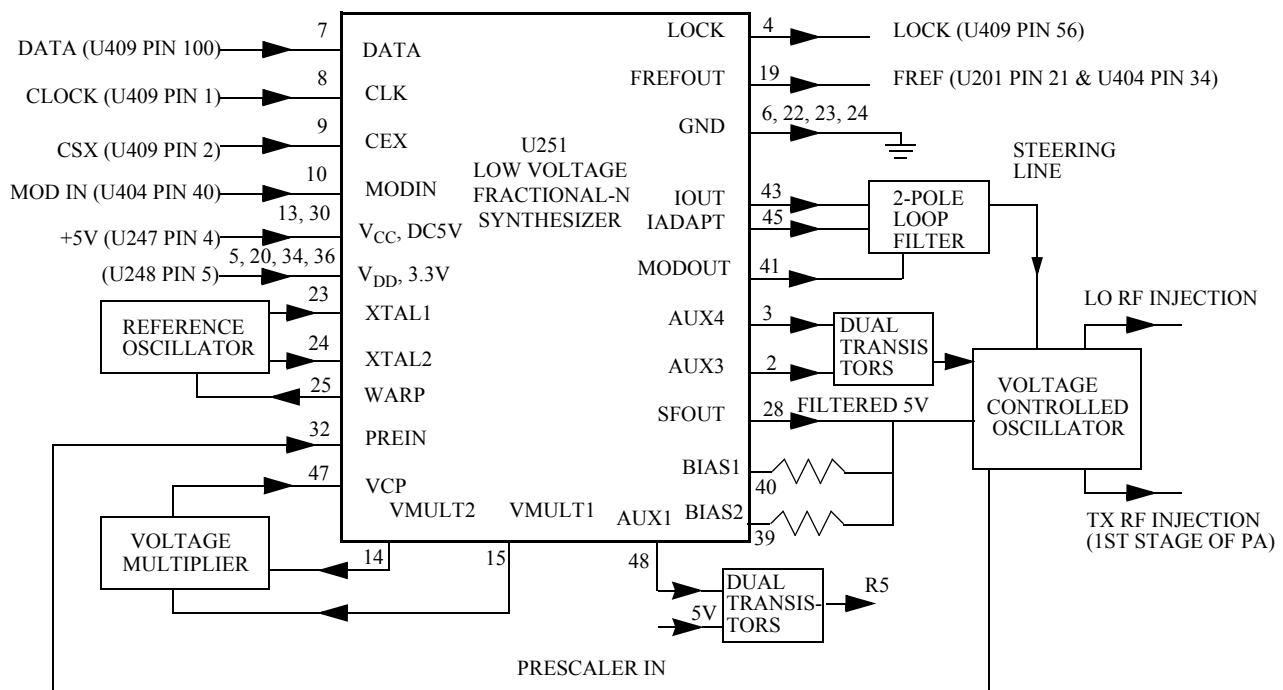 7
DATA (U409 PIN 100)
DATA
8
CLOCK (U409 PIN 1)
CLK
9
CSX (U409 PIN 2)
CEX
10
MOD IN (U404 PIN 40)
MODIN
13, 30
+5V (U247 PIN 4)
VCC, DC5V
5, 20, 34, 36
(U248 PIN 5)
VDD, 3.3V
23
XTAL1
REFERENCE
OSCILLATOR
24
XTAL2
25
WARP
32
PREIN
47
VCP
VOLTAGE
MULTIPLIER
VMULT2
14
VMULT1
15
AUX1
48
U251
LOW VOLTAGE
FRACTIONAL-N
SYNTHESIZER
LOCK
4
LOCK (U409 PIN 56)
FREFOUT
19
FREF (U201 PIN 21 & U404 PIN 34)
GND
6, 22, 23, 24
IOUT
43
IADAPT
45
2-POLE
LOOP
FILTER
STEERING
LINE
MODOUT
41
AUX4
3
AUX3
2
DUAL
TRANSIS
TORS
LO RF INJECTION
VOLTAGE
CONTROLLED
OSCILLATOR
SFOUT
28
FILTERED 5V
BIAS1
40
BIAS2
39
TX RF INJECTION
(1ST STAGE OF PA)
5V
DUAL
TRANSIS-
TORS
R5
PRESCALER IN